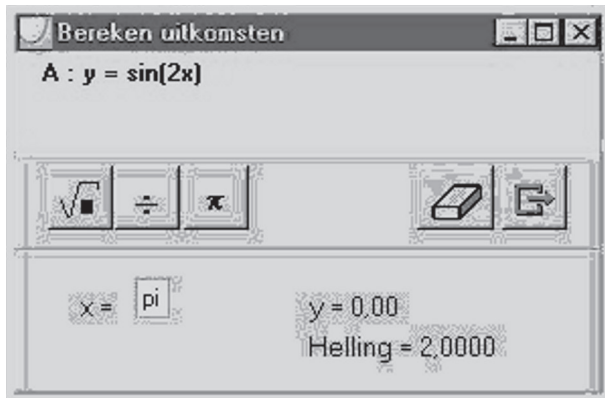 Bereken uitkomsten
A : y = sin(2x)
√■ ÷ π
x = pi y = 0,00
Helling = 2,0000